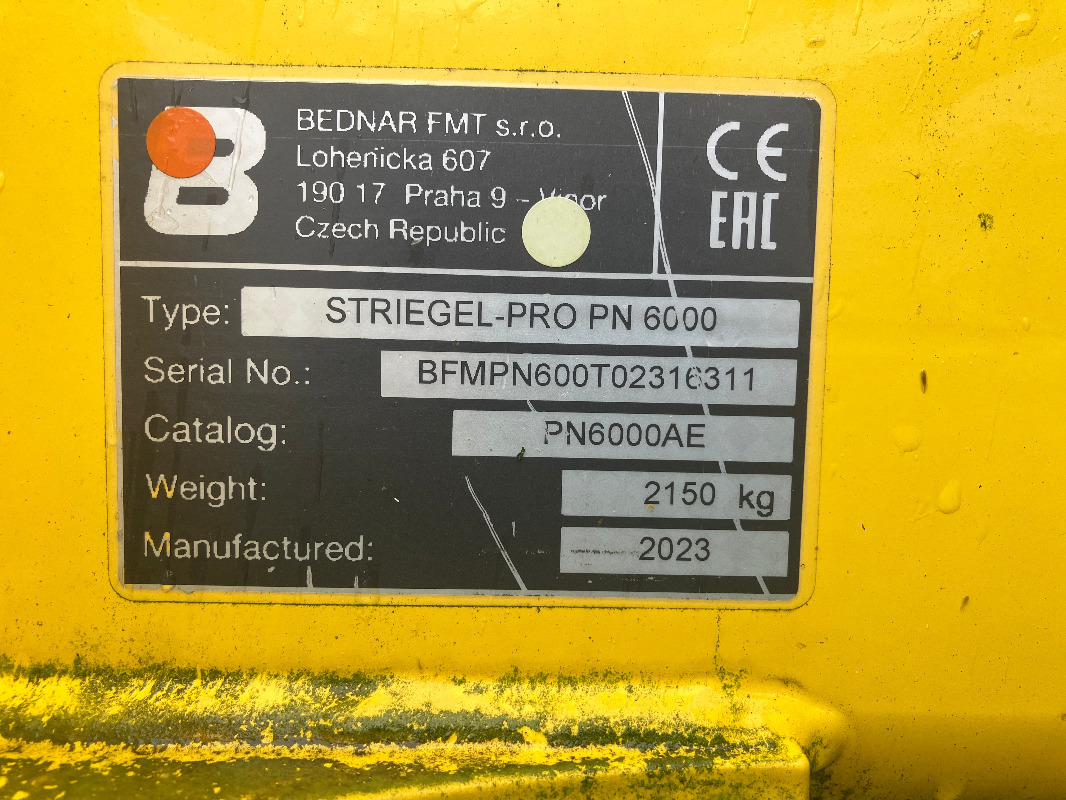 B
BEDNAR FMT s.r.o.
Lohenicka 607
190 17 Praha 9 –
Czech Republic
CE
EAC
Type: STRIEGEL-PRO PN 6000
Serial No.: BFMPN600T02316311
Catalog: PN6000AE
Weight: 2150 kg
Manufactured: 2023